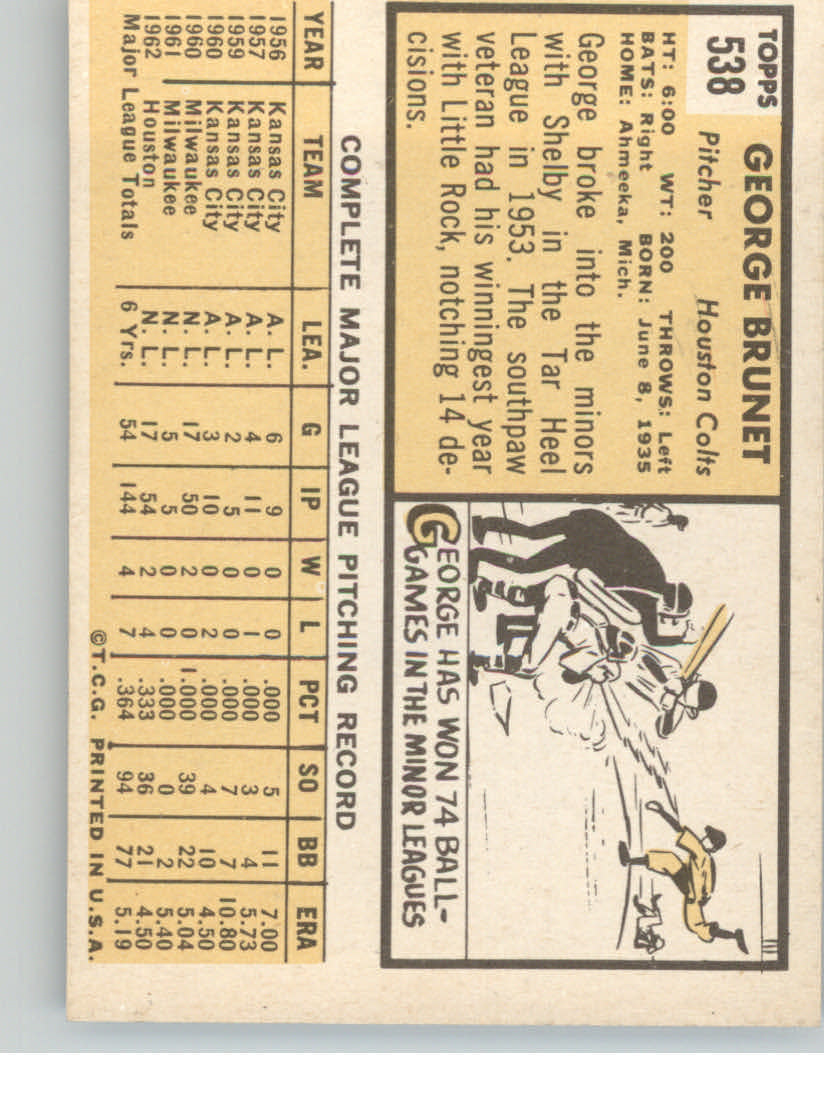 TOPPS
538
GEORGE BRUNET
Pitcher Houston Colts
HT: 6:00 WT: 200 THROWS: Left
BATS: Right BORN: June 8, 1935
HOME: Ahmeeka, Mich.
George broke into the minors
with Shelby in the Tar Heel
League in 1953. The southpaw
veteran had his winningest year
with Little Rock, notching 14 de-
cisions.
GEORGE HAS WON 74 BALL-
GAMES IN THE MINOR LEAGUES
COMPLETE MAJOR LEAGUE PITCHING RECORD
YEAR TEAM LEA. G IP W L PCT SO BB ERA
1956 Kansas City A. L. 6 9 0 0 .000 5 11 7.00
1957 Kansas City A. L. 4 11 0 1 .000 3 4 5.73
1959 Kansas City A. L. 2 5 0 0 .000 7 7 10.80
1960 Kansas City A. L. 3 10 0 2 .000 4 10 4.50
1960 Milwaukee N. L. 17 50 2 0 1.000 39 22 5.04
1961 Milwaukee N. L. 5 5 0 0 .000 0 2 5.40
1962 Houston N. L. 17 54 2 4 .333 36 21 4.50
Major League Totals 6 Yrs. 54 144 4 7 .364 94 77 5.19
©T.C.G. PRINTED IN U.S.A.